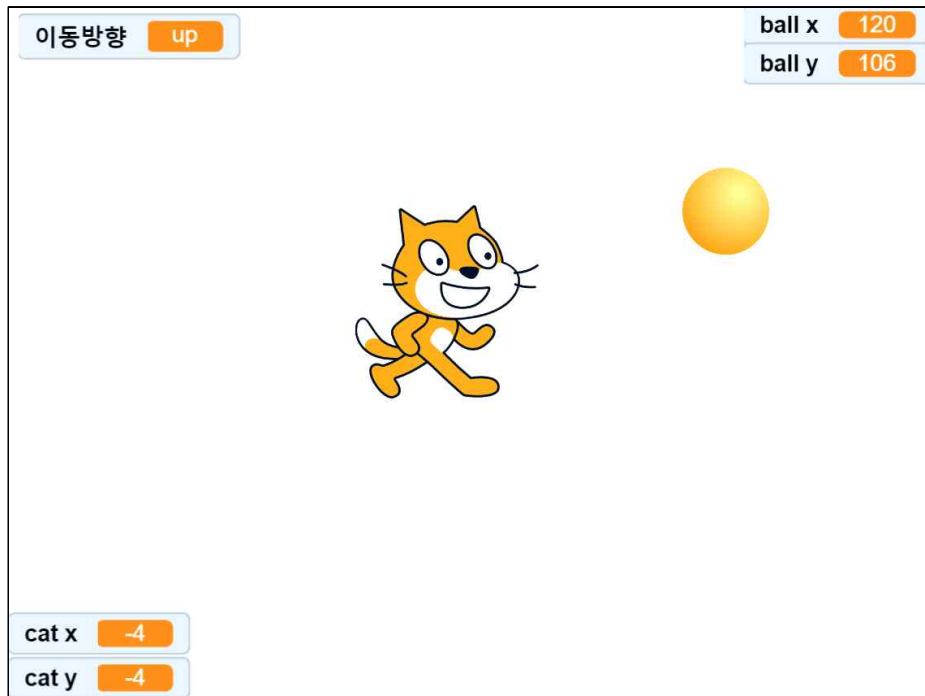 이동방향 up
ball x 120
ball y 106
cat x -4
cat y -4